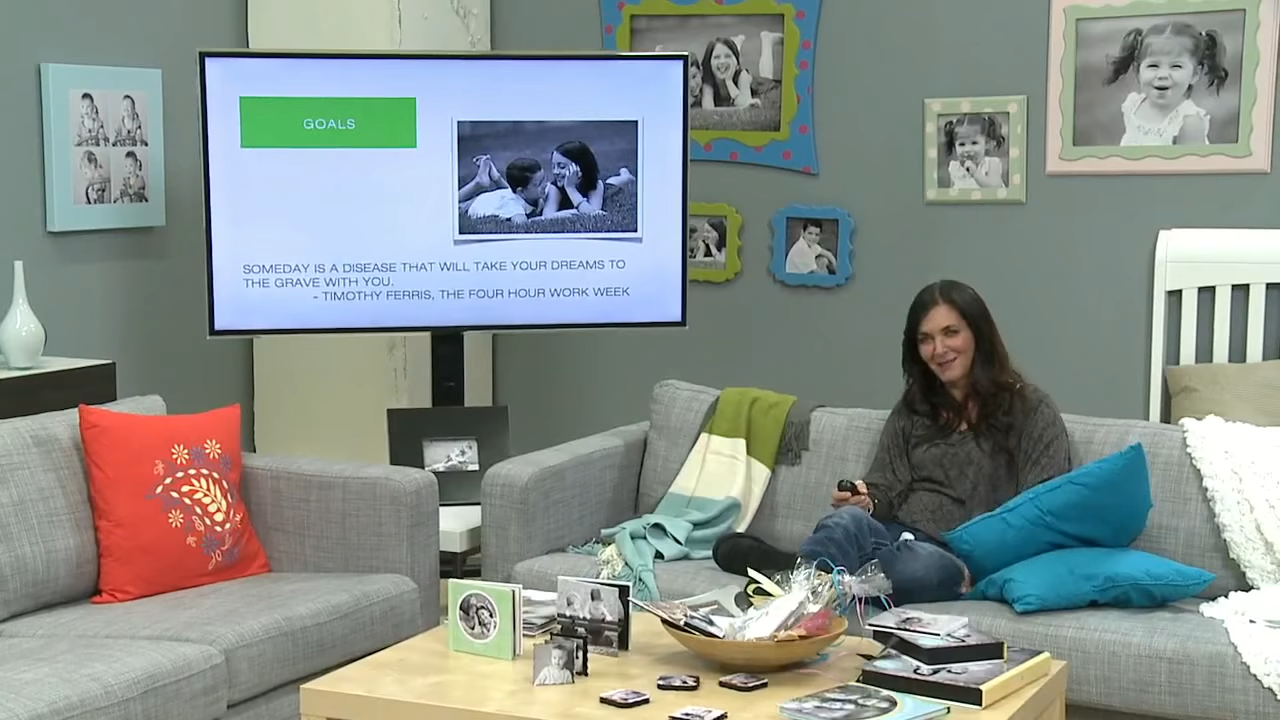 GOALS
SOMEDAY IS A DISEASE THAT WILL TAKE YOUR DREAMS TO
THE GRAVE WITH YOU.
- TIMOTHY FERRIS, THE FOUR HOUR WORK WEEK